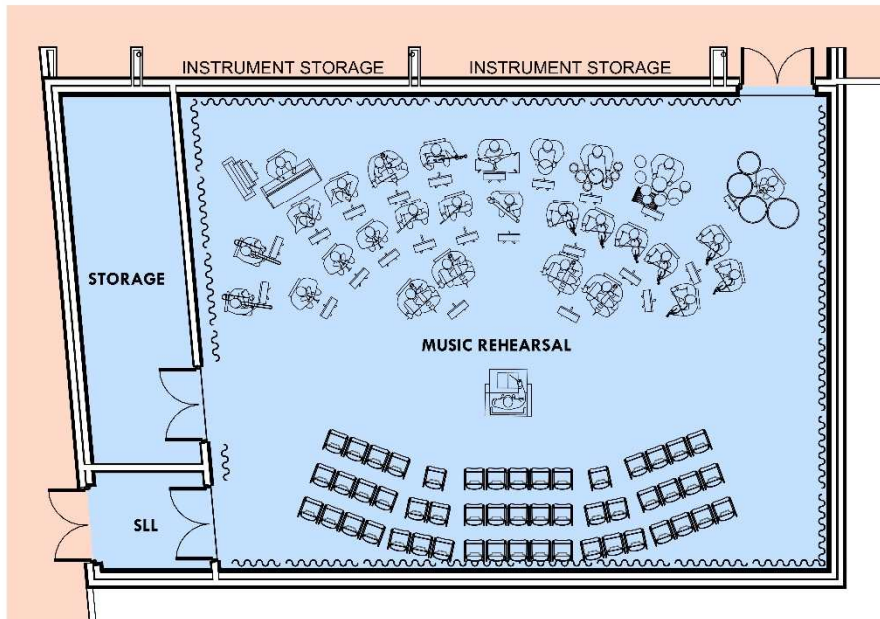 INSTRUMENT STORAGE
INSTRUMENT STORAGE
STORAGE
MUSIC REHEARSAL
SLL